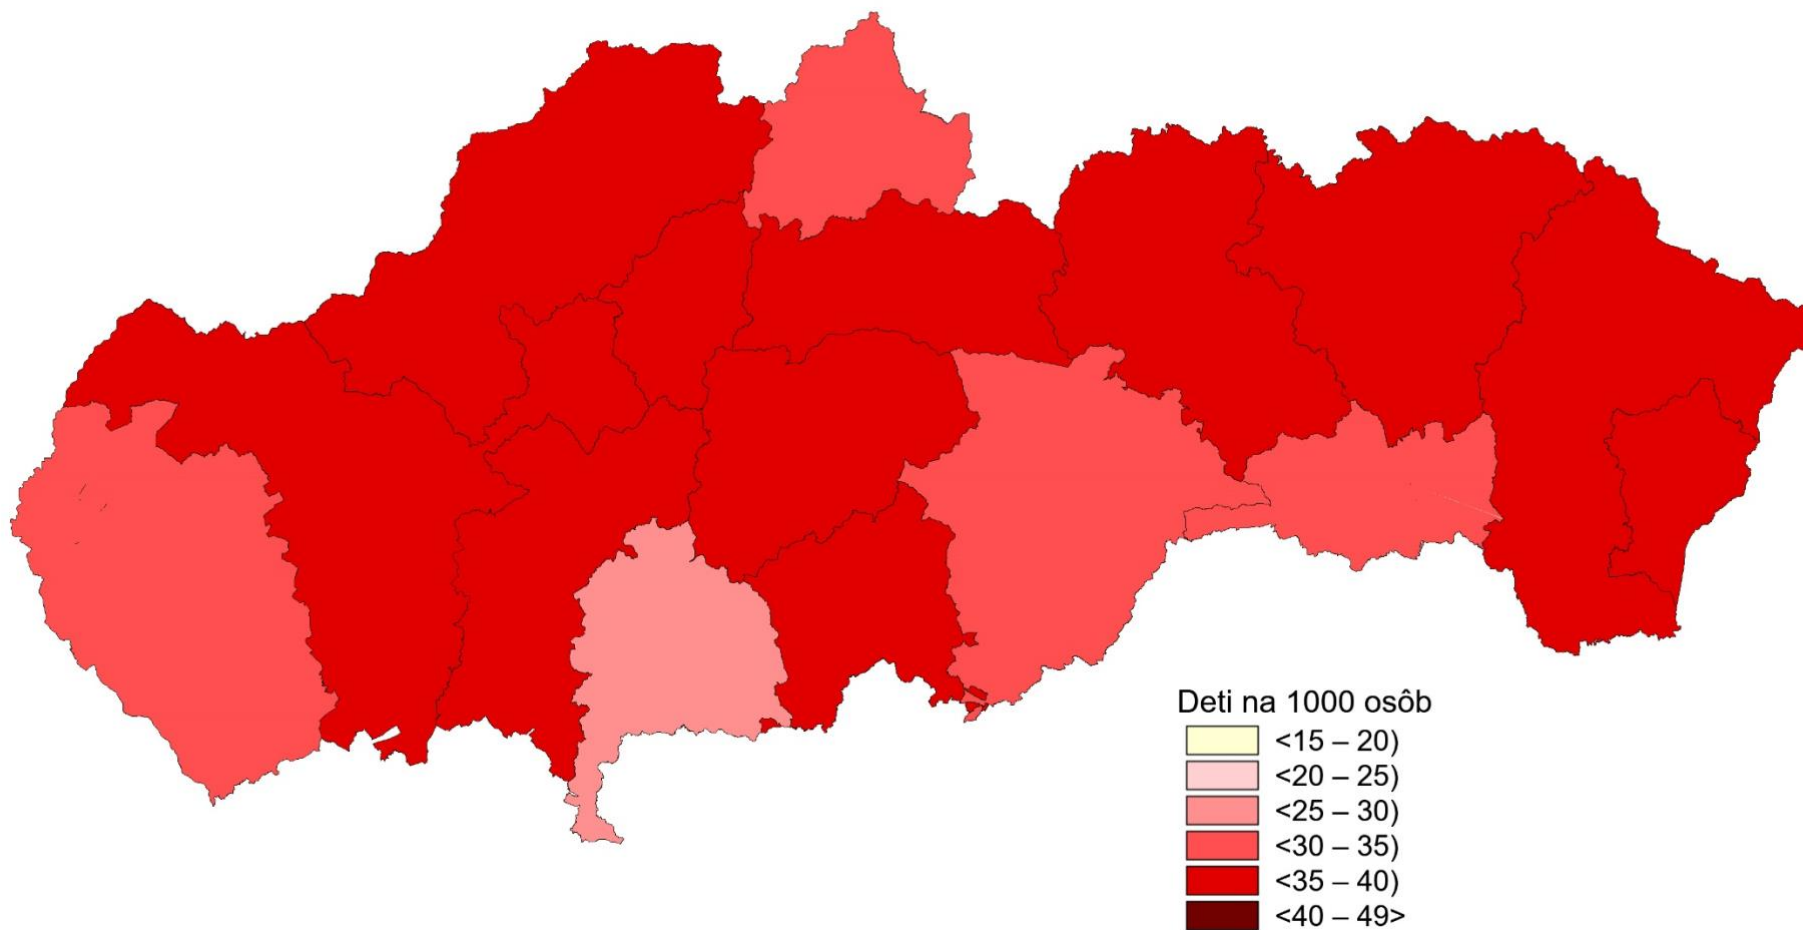 Deti na 1000 osôb
<15 – 20)
<20 – 25)
<25 – 30)
<30 – 35)
<35 – 40)
<40 – 49>